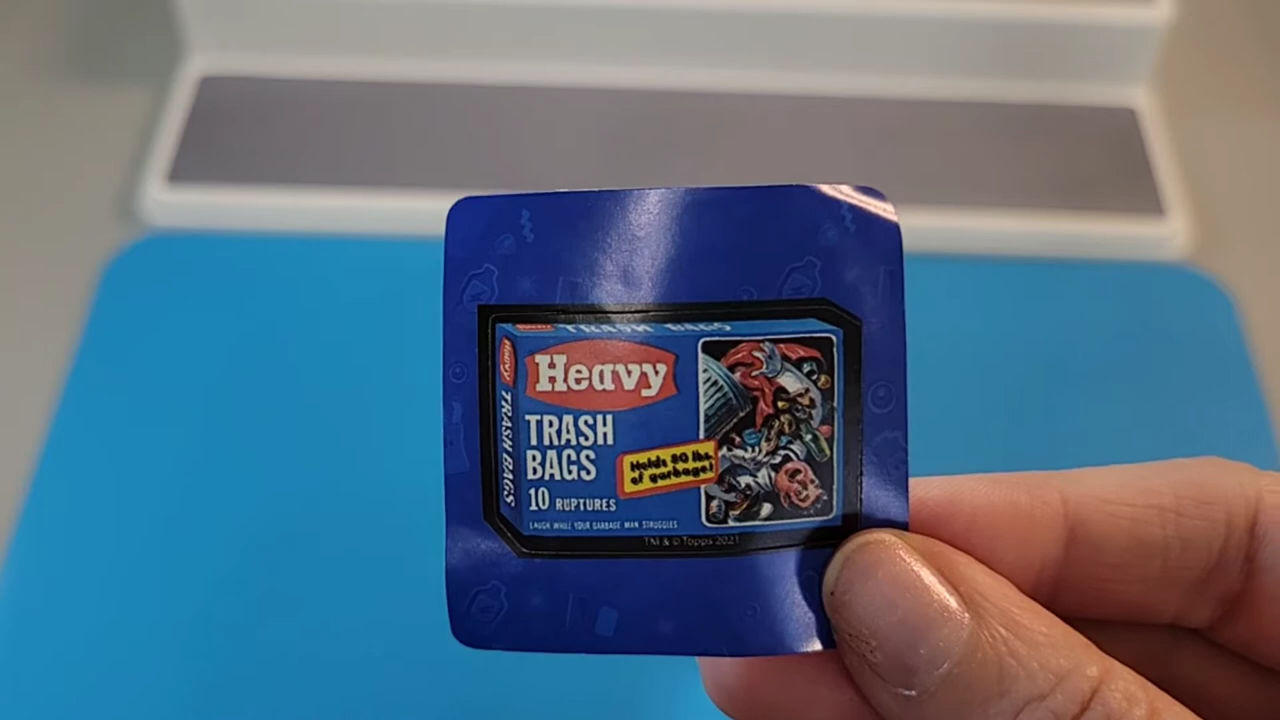 TRASH BAGS
Heavy
TRASH BAGS
Heavy
TRASH
BAGS
10 RUPTURES
Holds 80 lbs.
of garbage!
LAUGH WHILE YOUR GARBAGE MAN STRUGGLES
TM & © Topps 2021